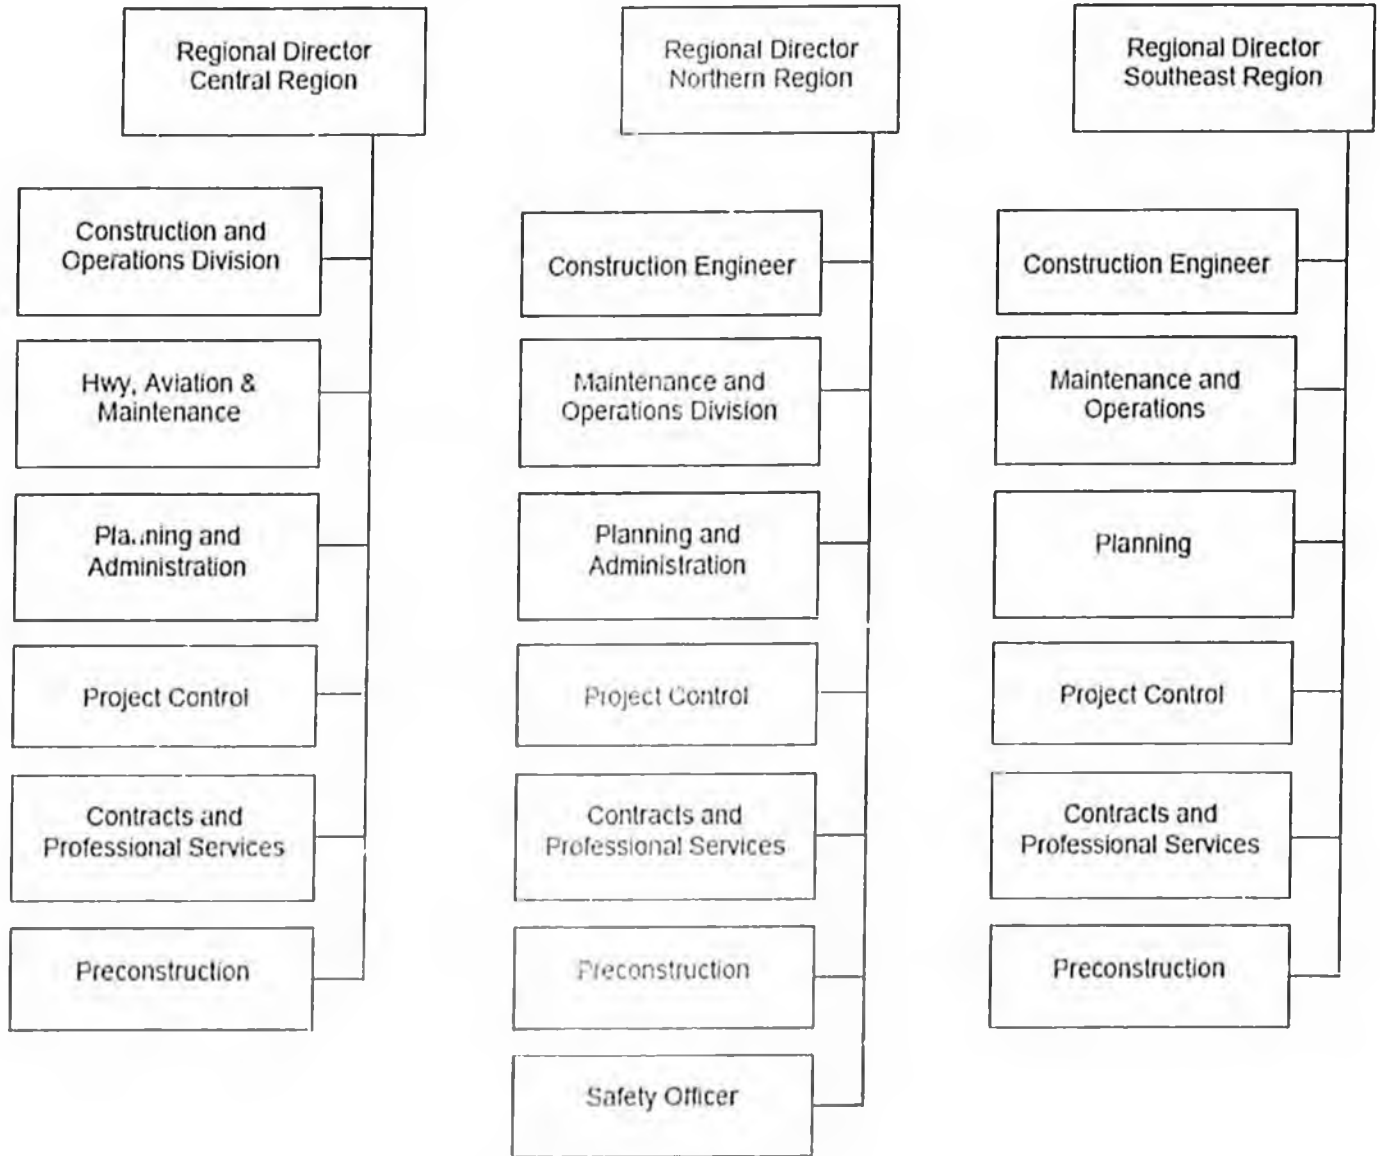 Regional Director
Central Region
Construction and
Operations Division
Hwy, Aviation &
Maintenance
Planning and
Administration
Project Control
Contracts and
Professional Services
Preconstruction
Regional Director
Northern Region
Construction Engineer
Maintenance and
Operations Division
Planning and
Administration
Project Control
Contracts and
Professional Services
Preconstruction
Safety Officer
Regional Director
Southeast Region
Construction Engineer
Maintenance and
Operations
Planning
Project Control
Contracts and
Professional Services
Preconstruction